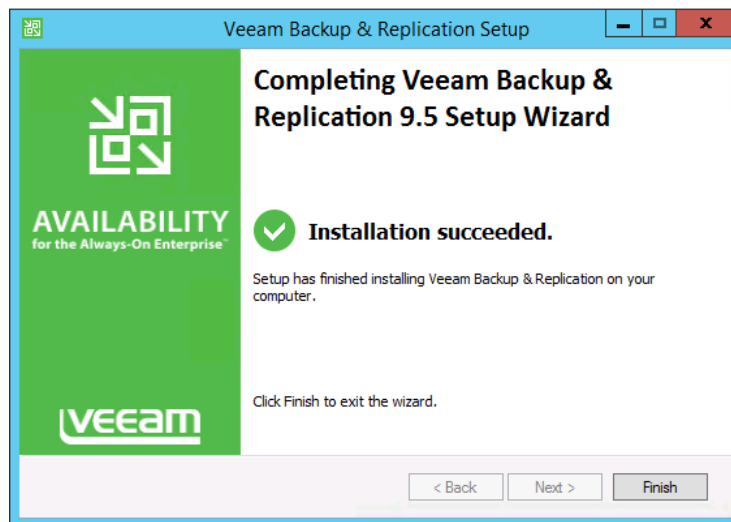 Veeam Backup & Replication Setup
Completing Veeam Backup &
Replication 9.5 Setup Wizard
AVAILABILITY
for the Always-On Enterprise™
Installation succeeded.
Setup has finished installing Veeam Backup & Replication on your
computer.
Click Finish to exit the wizard.
veeam
< Back
Next >
Finish